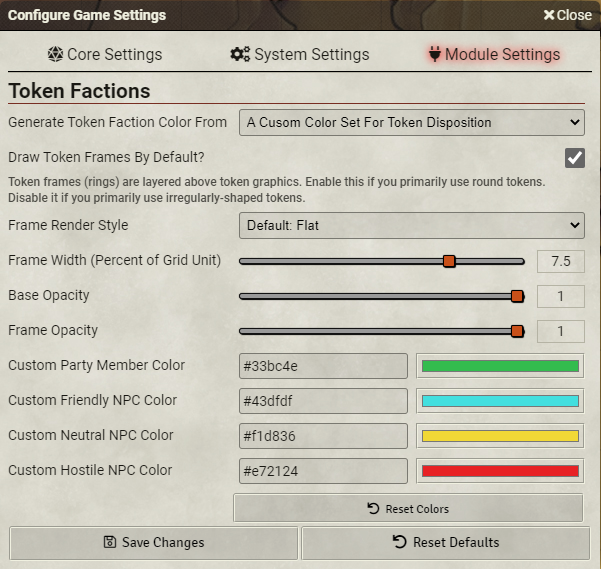 Configure Game Settings
Close
Core Settings
System Settings
Module Settings
Token Factions
Generate Token Faction Color From
A Cusom Color Set For Token Disposition
Draw Token Frames By Default?
Token frames (rings) are layered above token graphics. Enable this if you primarily use round tokens.
Disable it if you primarily use irregularly-shaped tokens.
Frame Render Style
Default: Flat
Frame Width (Percent of Grid Unit)
7.5
Base Opacity
1
Frame Opacity
1
Custom Party Member Color
#33bc4e
Custom Friendly NPC Color
#43dfdf
Custom Neutral NPC Color
#f1d836
Custom Hostile NPC Color
#e72124
Reset Colors
Save Changes
Reset Defaults